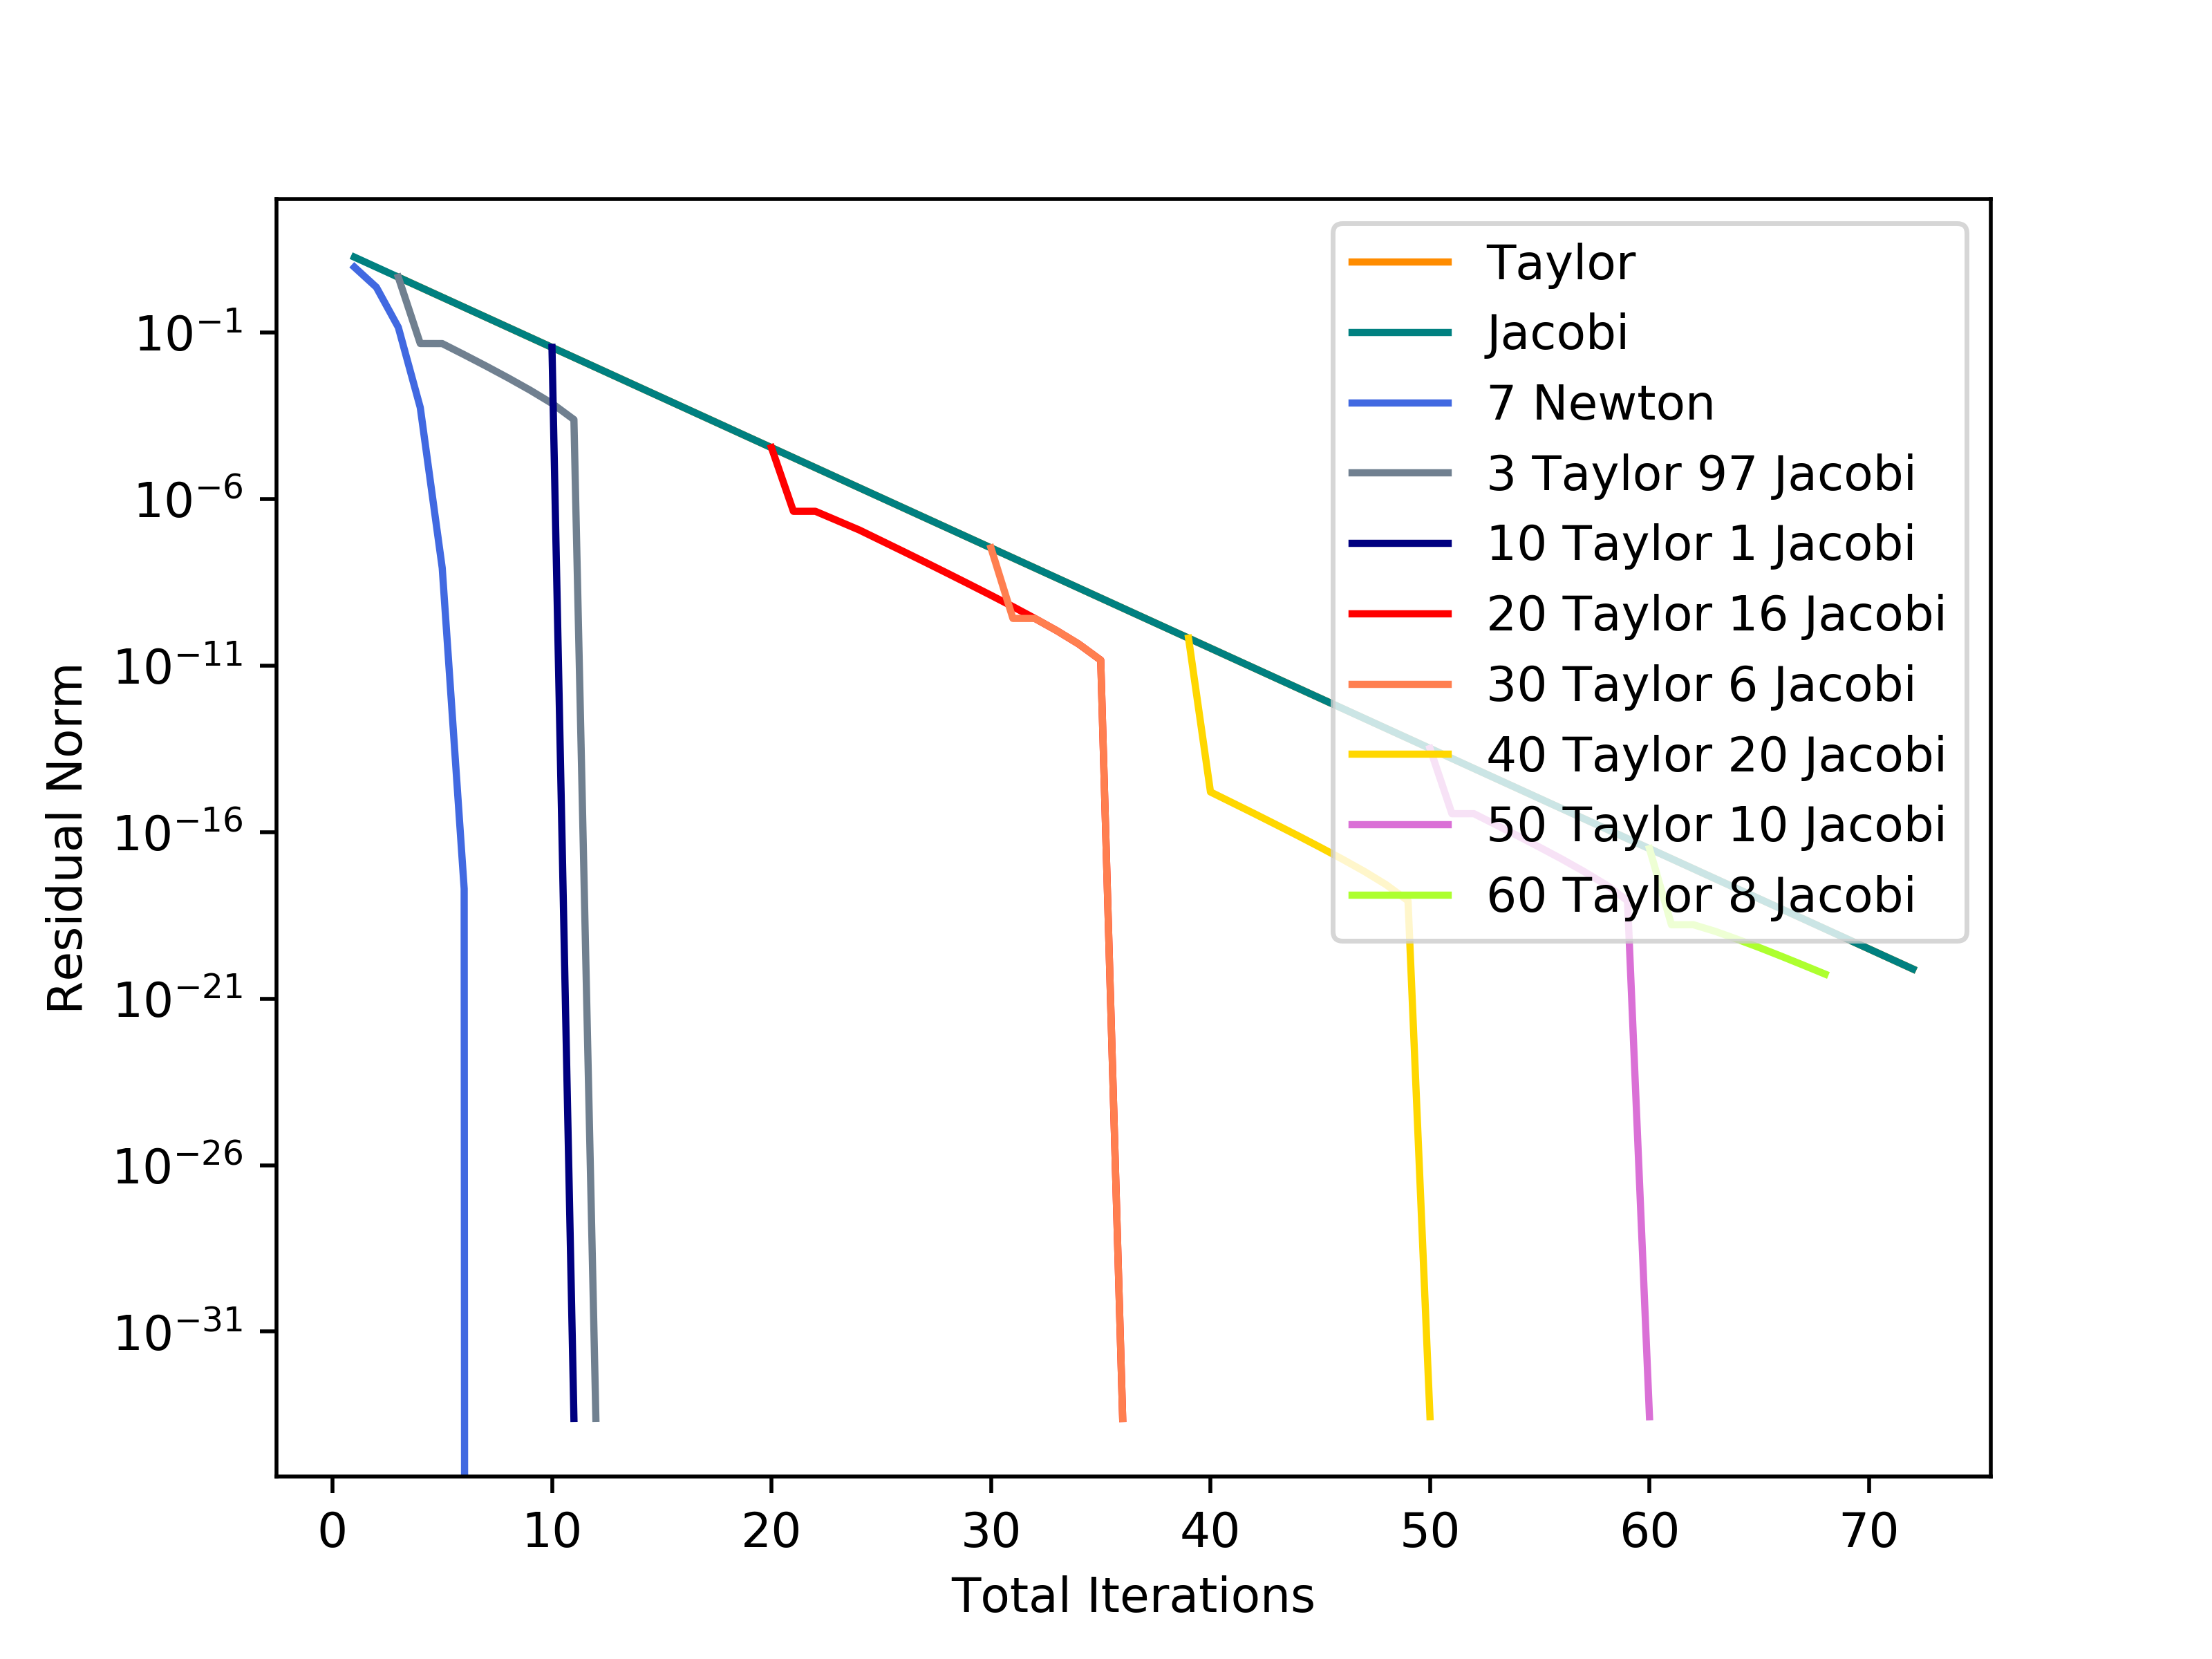 Taylor
Jacobi
7 Newton
3 Taylor 97 Jacobi
10 Taylor 1 Jacobi
20 Taylor 16 Jacobi
30 Taylor 6 Jacobi
40 Taylor 20 Jacobi
50 Taylor 10 Jacobi
60 Taylor 8 Jacobi
10⁻¹
10⁻⁶
10⁻¹¹
10⁻¹⁶
10⁻²¹
10⁻²⁶
10⁻³¹
Residual Norm
0 10 20 30 40 50 60 70
Total Iterations